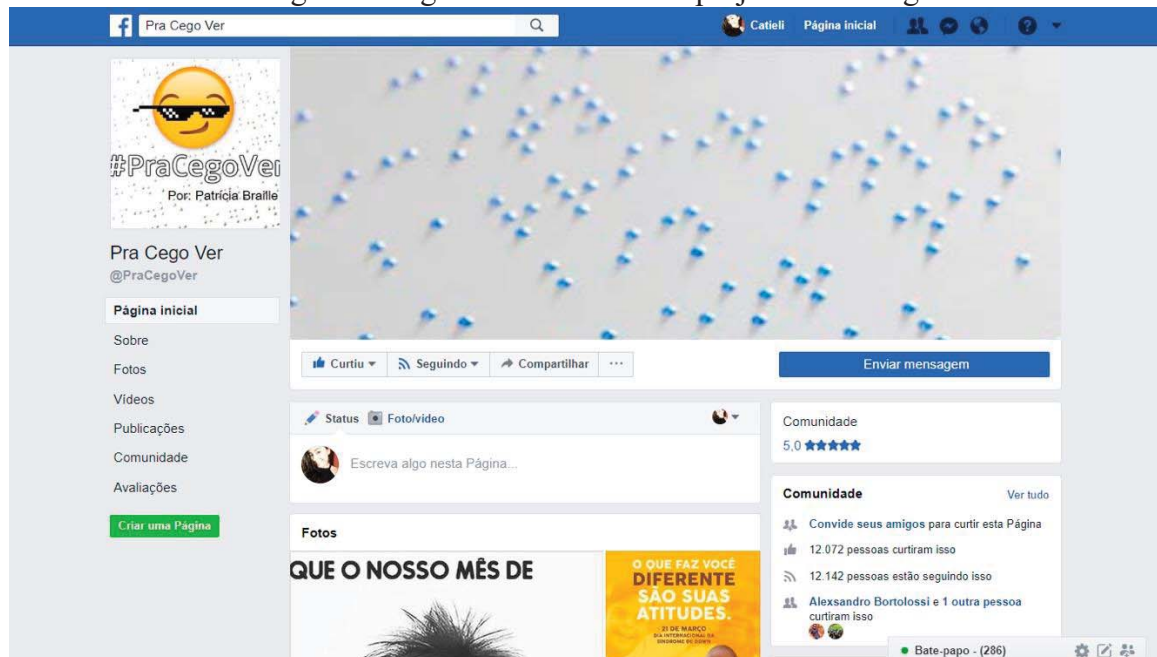 Pra Cego Ver
Catieli
Página inicial
#PraCegoVer
Por: Patrícia Braille
Pra Cego Ver
@PraCegoVer
Página inicial
Sobre
Fotos
Vídeos
Publicações
Comunidade
Avaliações
Criar uma Página
Curtiu
Seguindo
Compartilhar
Enviar mensagem
Status
Foto/vídeo
Escreva algo nesta Página...
Fotos
QUE O NOSSO MÊS DE
O QUE FAZ VOCÊ
DIFERENTE
SÃO SUAS
ATITUDES.
21 DE MARÇO
DIA INTERNACIONAL DA
SÍNDROME DE DOWN
Comunidade
5,0
Comunidade
Ver tudo
Convide seus amigos para curtir esta Página
12.072 pessoas curtiram isso
12.142 pessoas estão seguindo isso
Alexsandro Bortolossi e 1 outra pessoa
curtiram isso
Bate-papo - (286)